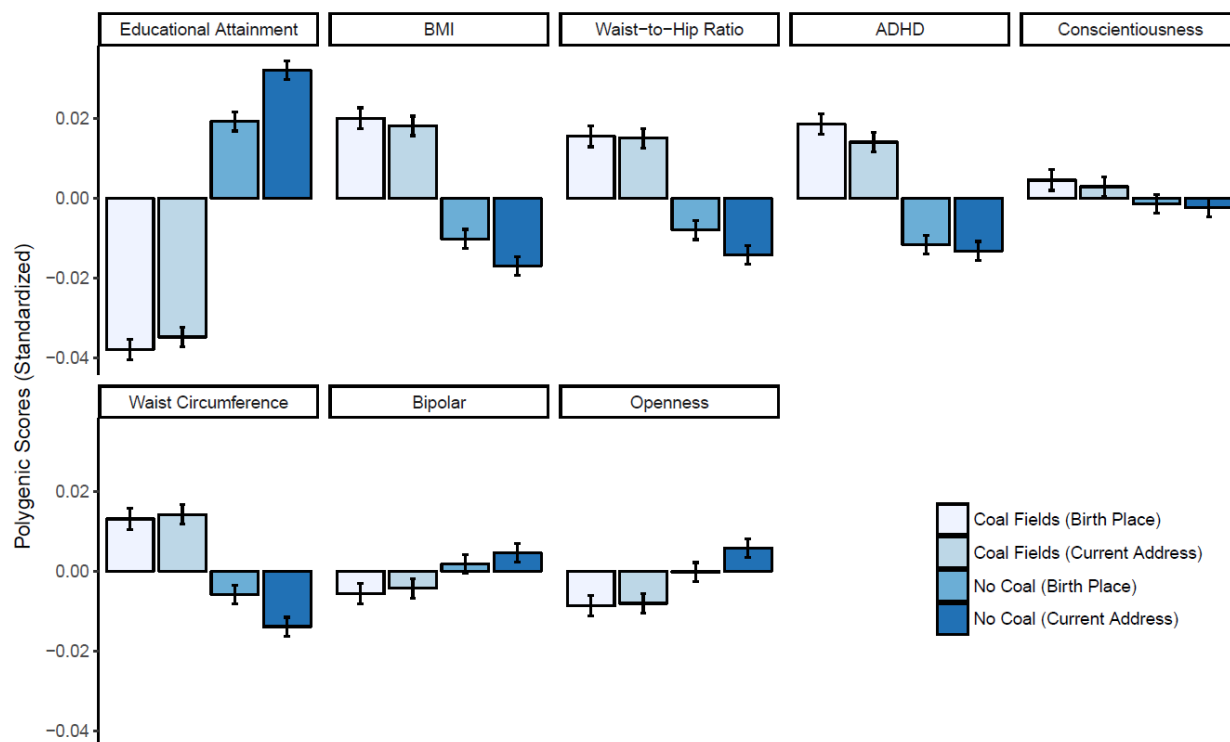 Educational Attainment
BMI
Waist−to−Hip Ratio
ADHD
Conscientiousness
0.02
0.00
−0.02
−0.04
Waist Circumference
Bipolar
Openness
0.02
0.00
−0.02
−0.04
Polygenic Scores (Standardized)
Coal Fields (Birth Place)
Coal Fields (Current Address)
No Coal (Birth Place)
No Coal (Current Address)